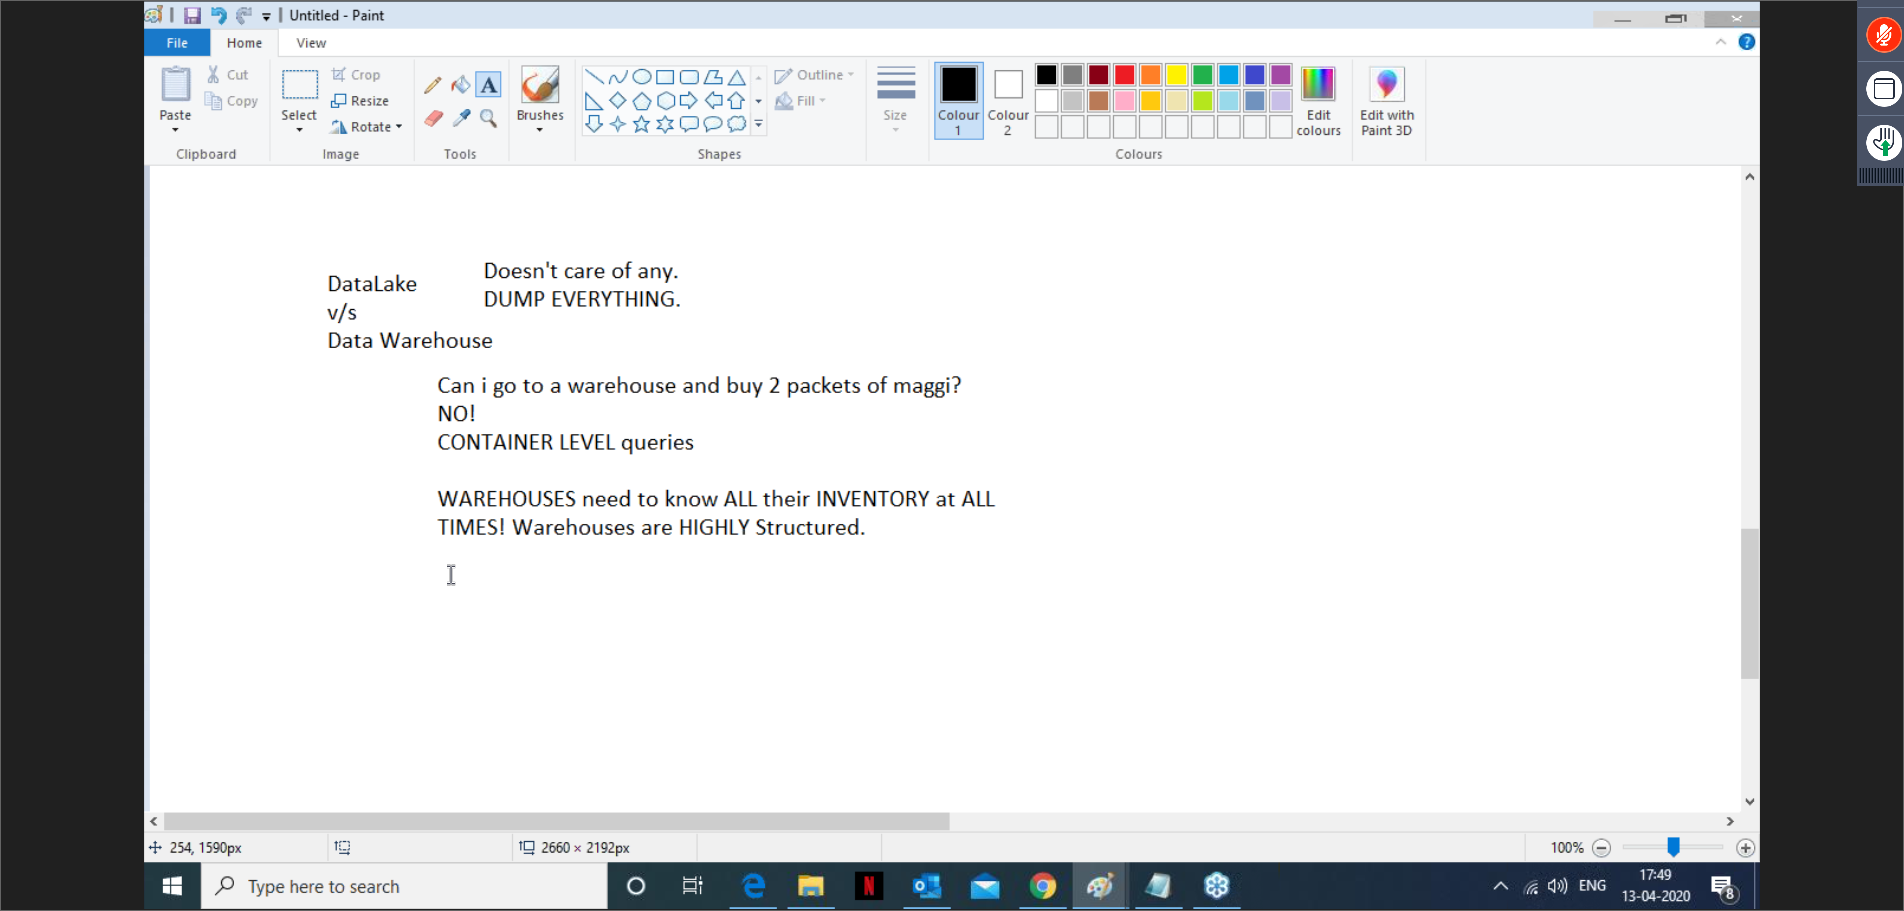 Untitled - Paint
File Home View
Paste
Cut
Copy
Clipboard
Select
Crop
Resize
Rotate
Image
Tools
Brushes
Shapes
Outline
Fill
Size
Colour 1
Colour 2
Colours
Edit colours
Edit with Paint 3D
DataLake
v/s
Data Warehouse
Doesn't care of any.
DUMP EVERYTHING.
Can i go to a warehouse and buy 2 packets of maggi?
NO!
CONTAINER LEVEL queries
WAREHOUSES need to know ALL their INVENTORY at ALL
TIMES! Warehouses are HIGHLY Structured.
254, 1590px
2660 × 2192px
100%
Type here to search
ENG
17:49
13-04-2020
8